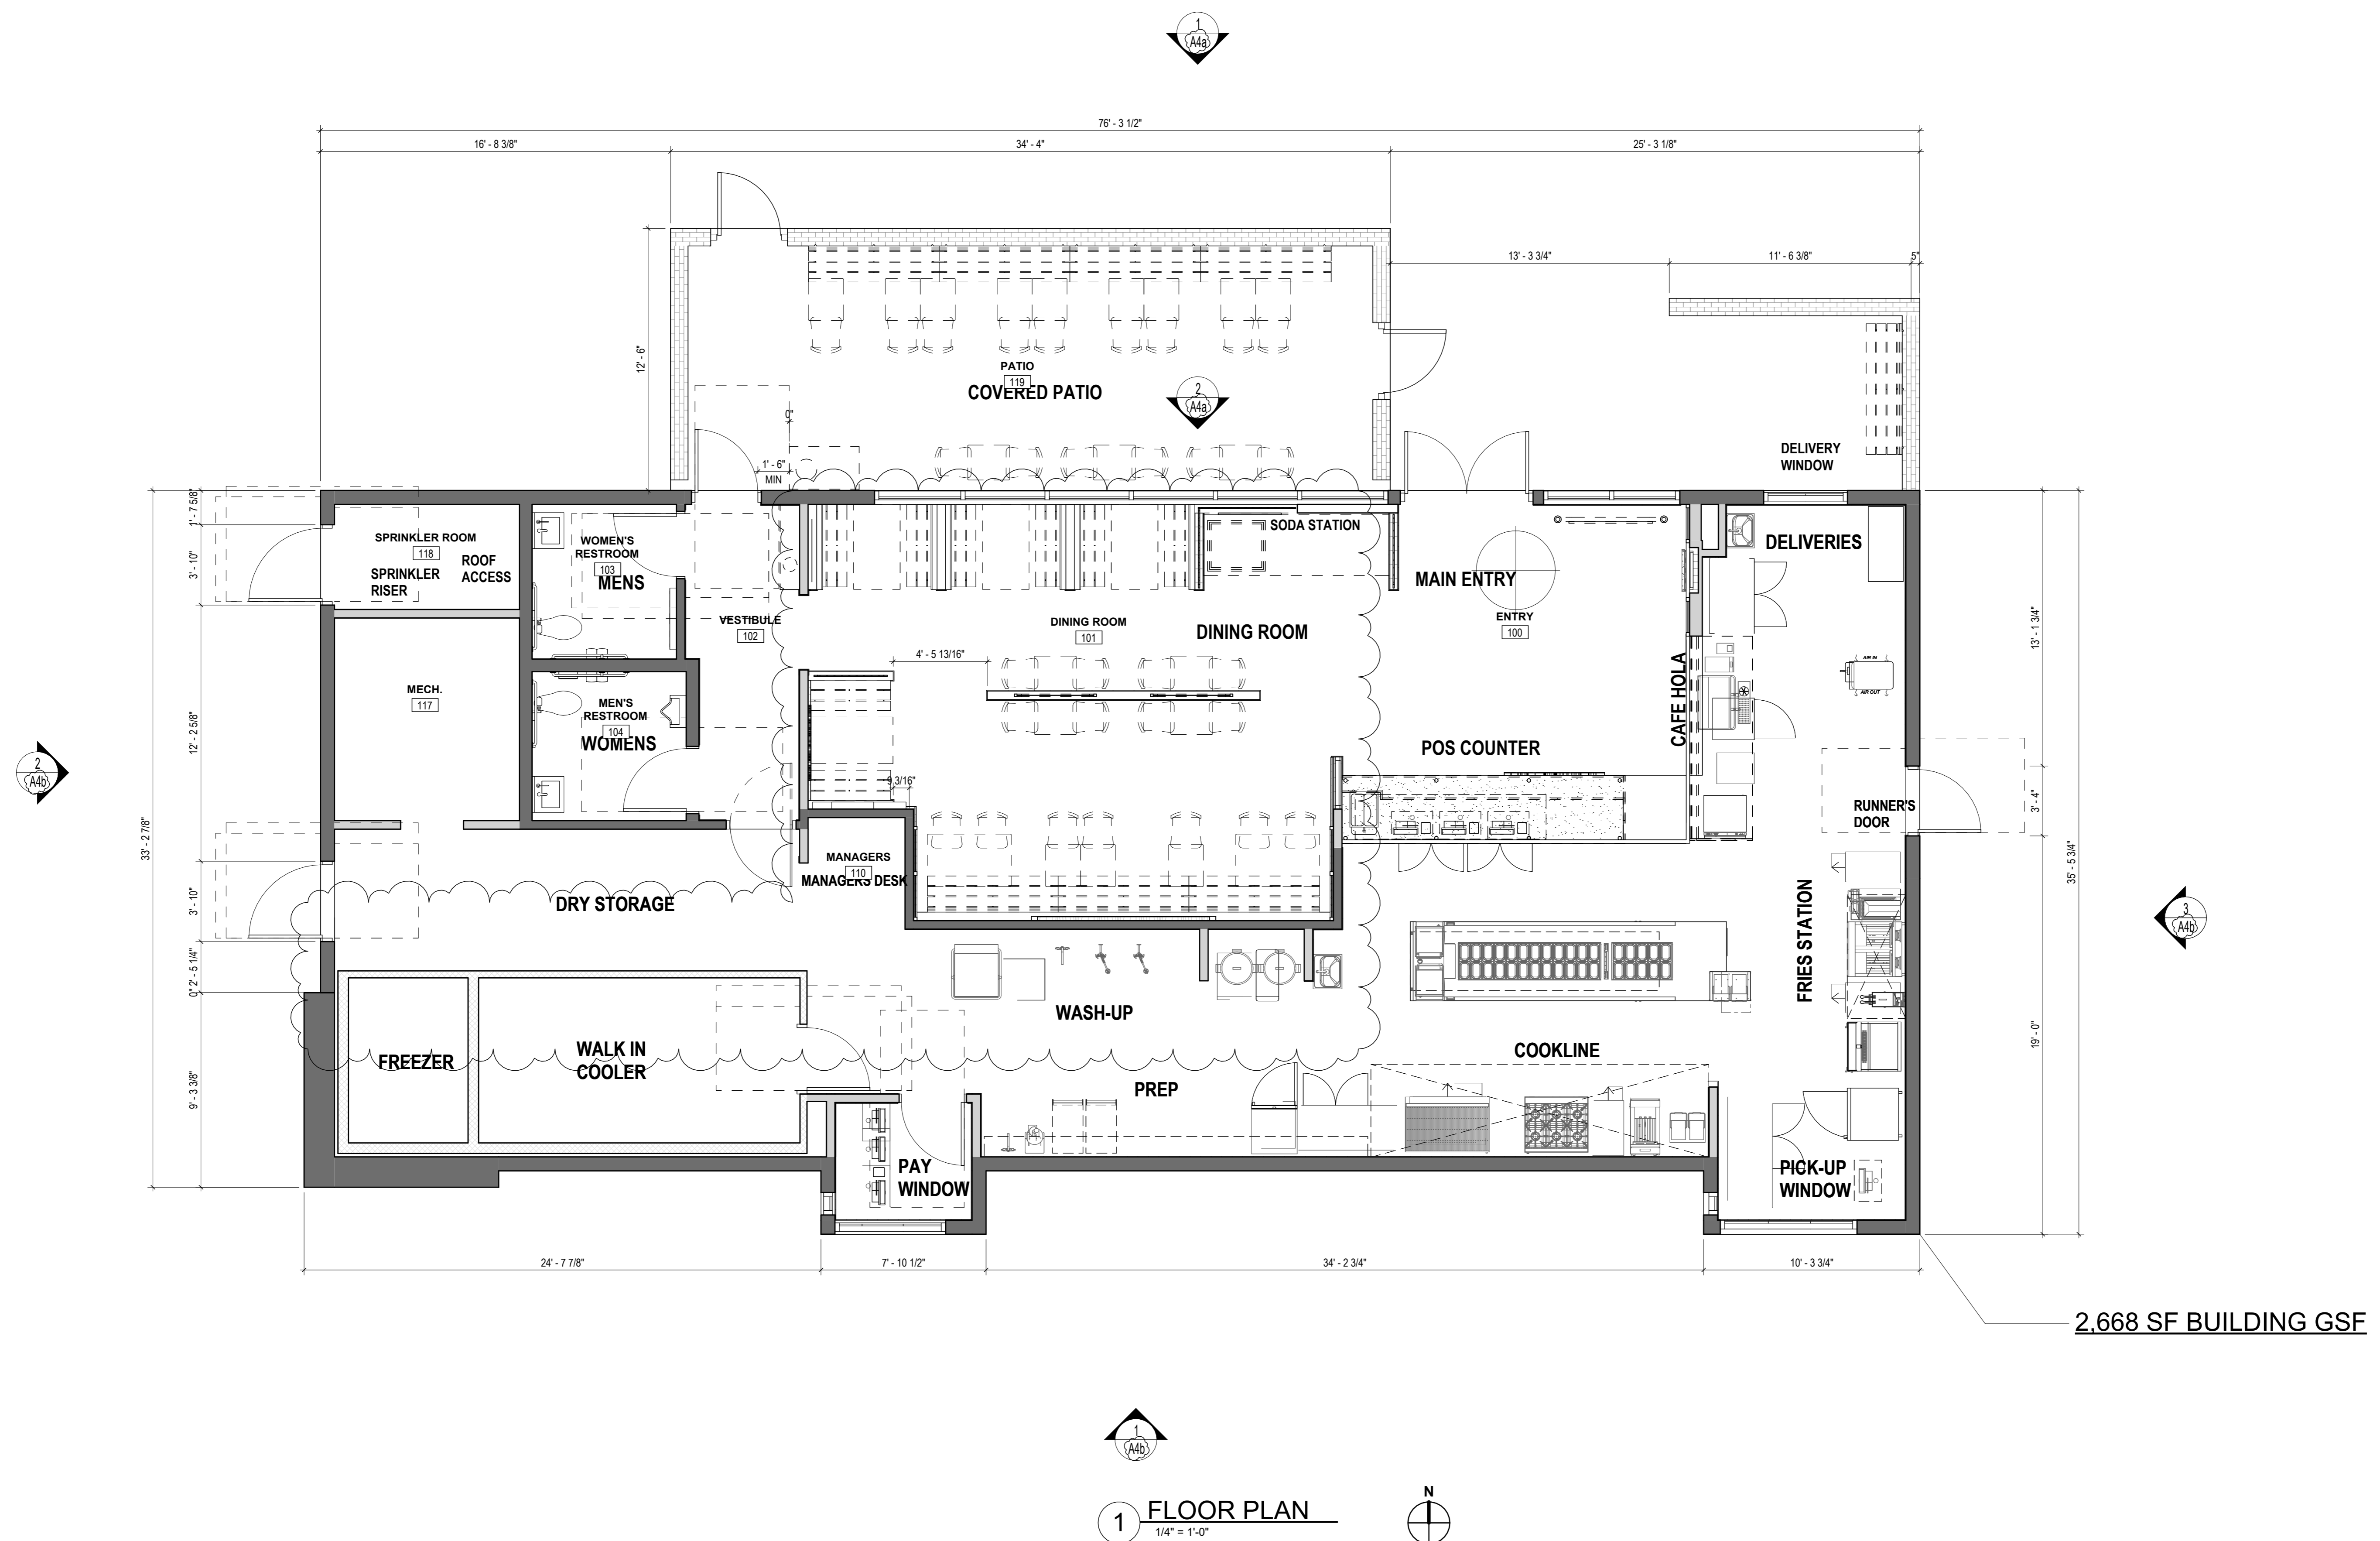 1
A4a
76' - 3 1/2"
16' - 8 3/8"
34' - 4"
25' - 3 1/8"
13' - 3 3/4"
11' - 6 3/8"
5"
12' - 6"
PATIO
119
COVERED PATIO
2
A4a
0"
1' - 6"
MIN
DELIVERY
WINDOW
1' - 7 5/8"
3' - 10"
12' - 2 5/8"
3' - 10"
2' - 5 1/4"
0"
9' - 3 3/8"
33' - 2 7/8"
SPRINKLER ROOM
118
SPRINKLER
RISER
ROOF
ACCESS
WOMEN'S
RESTROOM
103
MENS
VESTIBULE
102
SODA STATION
DINING ROOM
101
DINING ROOM
4' - 5 13/16"
MAIN ENTRY
ENTRY
100
DELIVERIES
CAFE HOLA
AIR IN
AIR OUT
13' - 1 3/4"
3' - 4"
19' - 0"
35' - 5 3/4"
MECH.
117
MEN'S
RESTROOM
104
WOMENS
POS COUNTER
9 3/16"
RUNNER'S
DOOR
2
A4b
MANAGERS
110
MANAGERS DESK
DRY STORAGE
FRIES STATION
3
A4b
WASH-UP
FREEZER
WALK IN
COOLER
COOKLINE
PREP
PAY
WINDOW
PICK-UP
WINDOW
24' - 7 7/8"
7' - 10 1/2"
34' - 2 3/4"
10' - 3 3/4"
2,668 SF BUILDING GSF
1
A4b
1
FLOOR PLAN
1/4" = 1'-0"
N